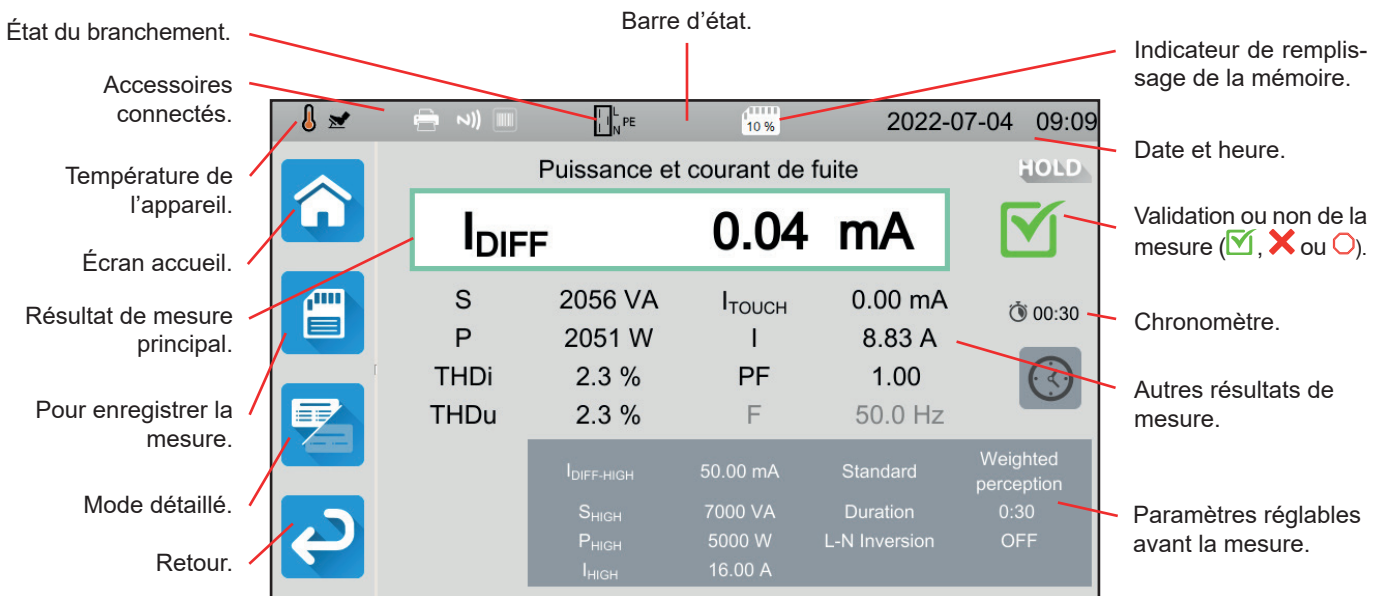 État du branchement.
Barre d’état.
Indicateur de remplis-
sage de la mémoire.
Accessoires
connectés.
L
N
PE
10 %
2022-07-04 09:09
Date et heure.
Température de
l’appareil.
Puissance et courant de fuite
HOLD
Validation ou non de la
mesure ( , ou ).
IDIFF 0.04 mA
Écran accueil.
S 2056 VA ITOUCH 0.00 mA
00:30
Résultat de mesure
principal.
Chronomètre.
P 2051 W I 8.83 A
THDi 2.3 % PF 1.00
Autres résultats de
mesure.
THDu 2.3 % F 50.0 Hz
Pour enregistrer la
mesure.
IDIFF-HIGH 50.00 mA Standard Weighted
perception
SHIGH 7000 VA Duration 0:30
PHIGH 5000 W L-N Inversion OFF
IHIGH 16.00 A
Mode détaillé.
Paramètres réglables
avant la mesure.
Retour.